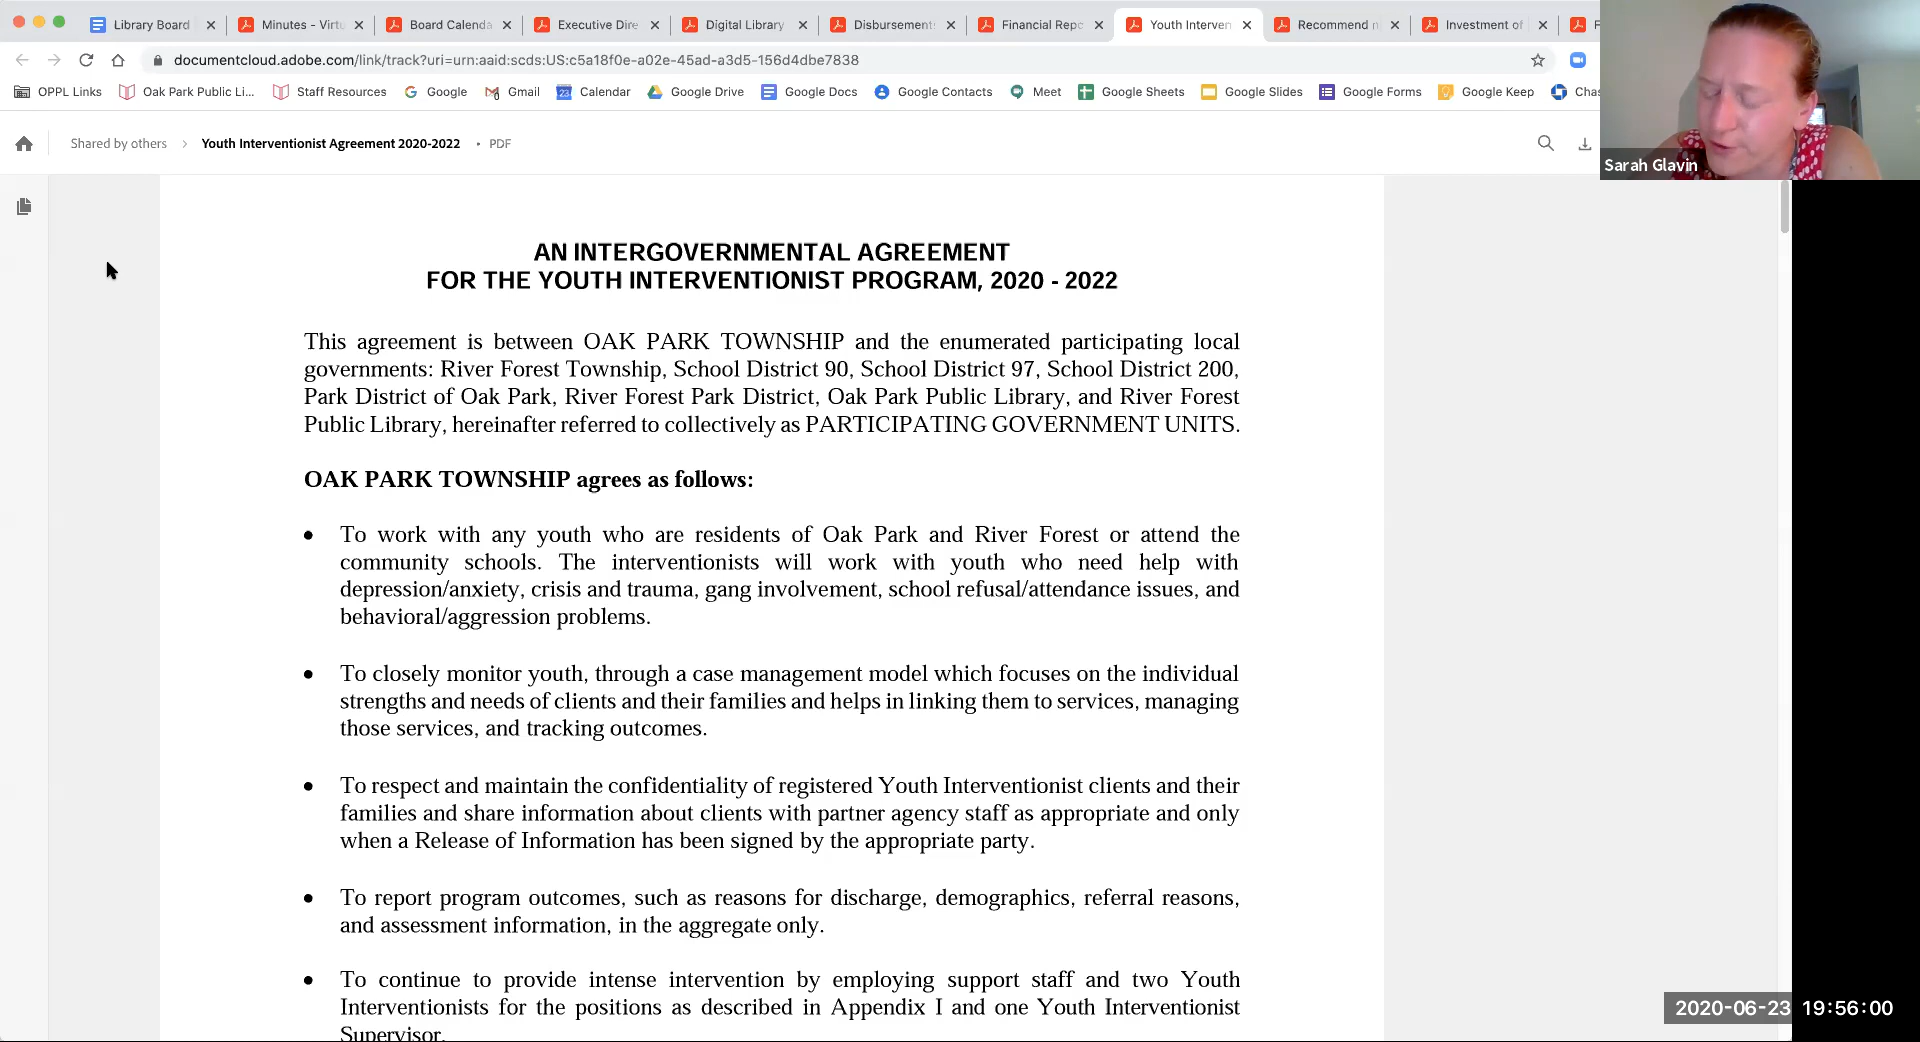 Library Board
Minutes - Virtu
Board Calenda
Executive Dire
Digital Library
Disbursement
Financial Repo
Youth Interven
Recommend n
Investment of
F
documentcloud.adobe.com/link/track?uri=urn:aaid:scds:US:c5a18f0e-a02e-45ad-a3d5-156d4dbe7838
OPPL Links
Oak Park Public Li...
Staff Resources
Google
Gmail
Calendar
Google Drive
Google Docs
Google Contacts
Meet
Google Sheets
Google Slides
Google Forms
Google Keep
Chas
Shared by others > Youth Interventionist Agreement 2020-2022 • PDF
Sarah Glavin
AN INTERGOVERNMENTAL AGREEMENT
FOR THE YOUTH INTERVENTIONIST PROGRAM, 2020 - 2022
This agreement is between OAK PARK TOWNSHIP and the enumerated participating local
governments: River Forest Township, School District 90, School District 97, School District 200,
Park District of Oak Park, River Forest Park District, Oak Park Public Library, and River Forest
Public Library, hereinafter referred to collectively as PARTICIPATING GOVERNMENT UNITS.
OAK PARK TOWNSHIP agrees as follows:
• To work with any youth who are residents of Oak Park and River Forest or attend the
community schools. The interventionists will work with youth who need help with
depression/anxiety, crisis and trauma, gang involvement, school refusal/attendance issues, and
behavioral/aggression problems.
• To closely monitor youth, through a case management model which focuses on the individual
strengths and needs of clients and their families and helps in linking them to services, managing
those services, and tracking outcomes.
• To respect and maintain the confidentiality of registered Youth Interventionist clients and their
families and share information about clients with partner agency staff as appropriate and only
when a Release of Information has been signed by the appropriate party.
• To report program outcomes, such as reasons for discharge, demographics, referral reasons,
and assessment information, in the aggregate only.
• To continue to provide intense intervention by employing support staff and two Youth
Interventionists for the positions as described in Appendix I and one Youth Interventionist
Supervisor.
2020-06-23 19:56:00